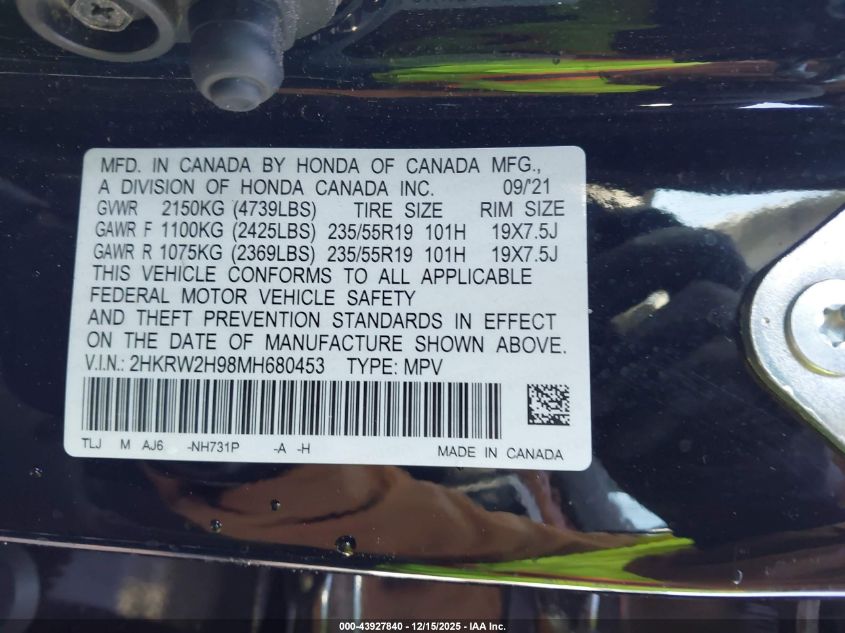 MFD. IN CANADA BY HONDA OF CANADA MFG.,
A DIVISION OF HONDA CANADA INC. 09/'21
GVWR 2150KG (4739LBS) TIRE SIZE RIM SIZE
GAWR F 1100KG (2425LBS) 235/55R19 101H 19X7.5J
GAWR R 1075KG (2369LBS) 235/55R19 101H 19X7.5J
THIS VEHICLE CONFORMS TO ALL APPLICABLE
FEDERAL MOTOR VEHICLE SAFETY
AND THEFT PREVENTION STANDARDS IN EFFECT
ON THE DATE OF MANUFACTURE SHOWN ABOVE.
V.I.N.: 2HKRW2H98MH680453 TYPE: MPV
TLJ M AJ6 -NH731P -A -H MADE IN CANADA
000-43927840 - 12/15/2025 - IAA Inc.